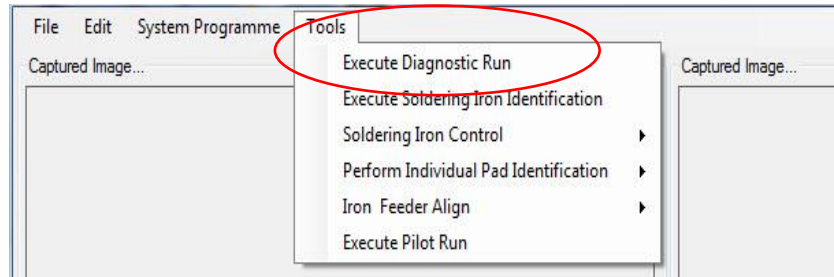 File Edit System Programme Tools
Captured Image... Execute Diagnostic Run Captured Image...
Execute Soldering Iron Identification
Soldering Iron Control
Perform Individual Pad Identification
Iron Feeder Align
Execute Pilot Run